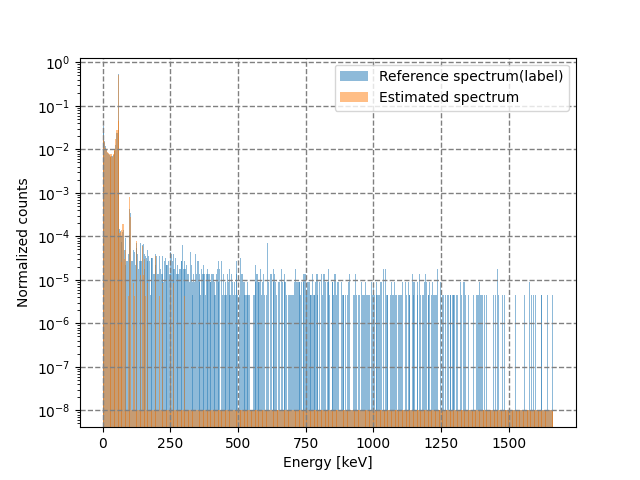 Reference spectrum(label)
Estimated spectrum
Normalized counts
10⁰
10⁻¹
10⁻²
10⁻³
10⁻⁴
10⁻⁵
10⁻⁶
10⁻⁷
10⁻⁸
0 250 500 750 1000 1250 1500
Energy [keV]